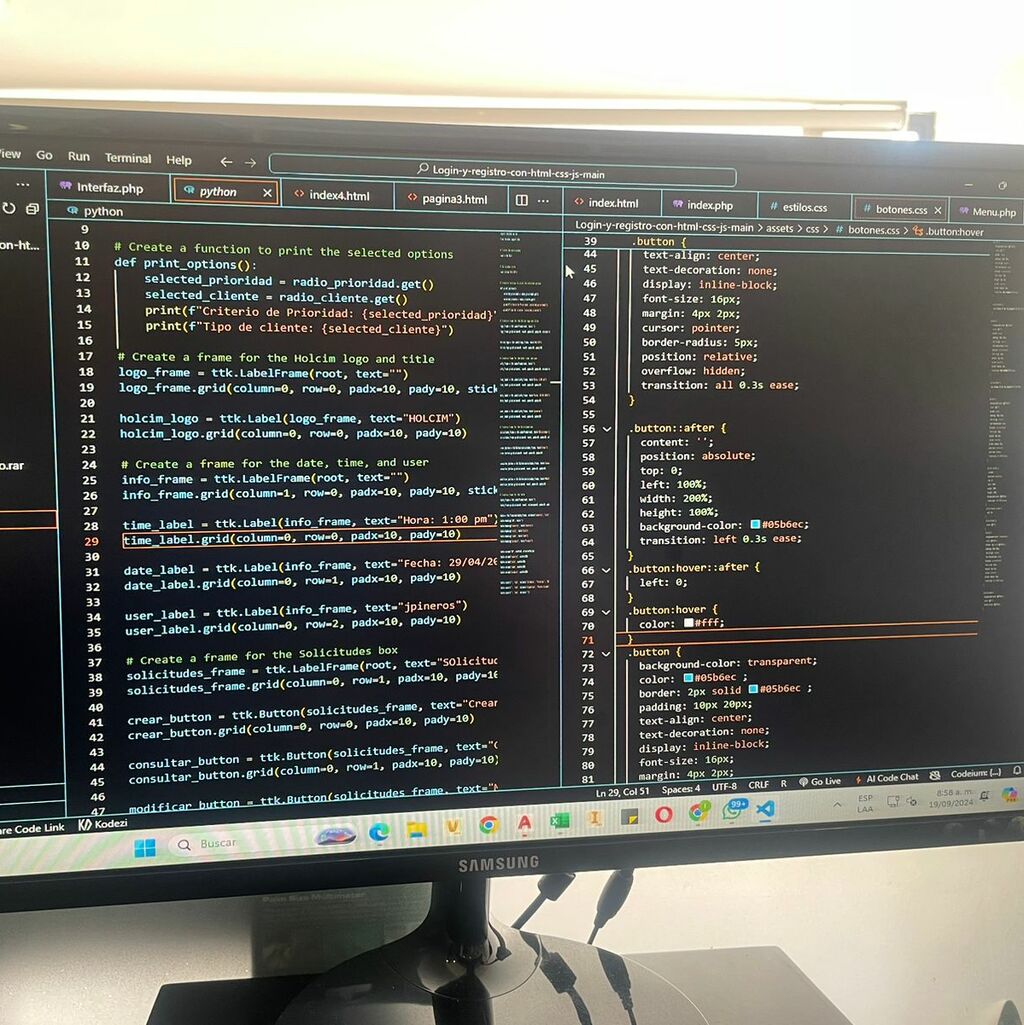 View Go Run Terminal Help
Login-y-registro-con-html-css-js-main
Interfaz.php
python
index4.html
pagina3.html
index.html
index.php
estilos.css
botones.css
Menu.php
python
Login-y-registro-con-html-css-js-main > assets > css > # botones.css > .button:hover
on-ht...
o.rar
9
10 # Create a function to print the selected options
11 def print_options():
12 selected_prioridad = radio_prioridad.get()
13 selected_cliente = radio_cliente.get()
14 print(f"Criterio de Prioridad: {selected_prioridad}"
15 print(f"Tipo de cliente: {selected_cliente}")
16
17 # Create a frame for the Holcim logo and title
18 logo_frame = ttk.LabelFrame(root, text="")
19 logo_frame.grid(column=0, row=0, padx=10, pady=10, stick
20
21 holcim_logo = ttk.Label(logo_frame, text="HOLCIM")
22 holcim_logo.grid(column=0, row=0, padx=10, pady=10)
23
24 # Create a frame for the date, time, and user
25 info_frame = ttk.LabelFrame(root, text="")
26 info_frame.grid(column=1, row=0, padx=10, pady=10, stick
27
28 time_label = ttk.Label(info_frame, text="Hora: 1:00 pm")
29 time_label.grid(column=0, row=0, padx=10, pady=10)
30
31 date_label = ttk.Label(info_frame, text="Fecha: 29/04/20
32 date_label.grid(column=0, row=1, padx=10, pady=10)
33
34 user_label = ttk.Label(info_frame, text="jpineros")
35 user_label.grid(column=0, row=2, padx=10, pady=10)
36
37 # Create a frame for the Solicitudes box
38 solicitudes_frame = ttk.LabelFrame(root, text="SOlicitud
39 solicitudes_frame.grid(column=0, row=1, padx=10, pady=10
40
41 crear_button = ttk.Button(solicitudes_frame, text="Crear
42 crear_button.grid(column=0, row=0, padx=10, pady=10)
43
44 consultar_button = ttk.Button(solicitudes_frame, text="C
45 consultar_button.grid(column=0, row=1, padx=10, pady=10)
46
47 modificar_button = ttk.Button(solicitudes_frame, text="M
39 .button {
44 text-align: center;
45 text-decoration: none;
46 display: inline-block;
47 font-size: 16px;
48 margin: 4px 2px;
49 cursor: pointer;
50 border-radius: 5px;
51 position: relative;
52 overflow: hidden;
53 transition: all 0.3s ease;
54 }
55
56 .button::after {
57 content: '';
58 position: absolute;
59 top: 0;
60 left: 100%;
61 width: 200%;
62 height: 100%;
63 background-color: #05b6ec;
64 transition: left 0.3s ease;
65 }
66 .button:hover::after {
67 left: 0;
68 }
69 .button:hover {
70 color: #fff;
71 }
72 .button {
73 background-color: transparent;
74 color: #05b6ec ;
75 border: 2px solid #05b6ec ;
76 padding: 10px 20px;
77 text-align: center;
78 text-decoration: none;
79 display: inline-block;
80 font-size: 16px;
81 margin: 4px 2px;
are Code Link Kodezi
Ln 29, Col 51 Spaces: 4 UTF-8 CRLF R Go Live AI Code Chat Codeium: {...}
Buscar
99+
ESP
LAA
8:58 a. m.
19/09/2024
SAMSUNG